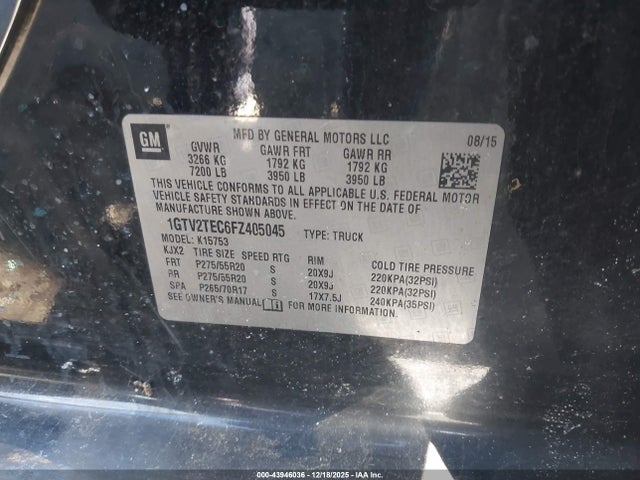 GM
MFD BY GENERAL MOTORS LLC 08/15
GVWR GAWR FRT GAWR RR
3266 KG 1792 KG 1792 KG
7200 LB 3950 LB 3950 LB
THIS VEHICLE CONFORMS TO ALL APPLICABLE U.S. FEDERAL MOTOR
VEHICLE SAFETY STANDARDS IN EFFECT ON THE DATE OF
MANUFACTURE SHOWN ABOVE.
1GTV2TEC6FZ405045 TYPE: TRUCK
MODEL: K15753
KJX2 TIRE SIZE SPEED RTG RIM COLD TIRE PRESSURE
FRT P275/55R20 S 20X9J 220KPA(32PSI)
RR P275/55R20 S 20X9J 220KPA(32PSI)
SPA P265/70R17 S 17X7.5J 240KPA(35PSI)
SEE OWNER'S MANUAL FOR MORE INFORMATION.
000-43946036 - 12/18/2025 - IAA, Inc.